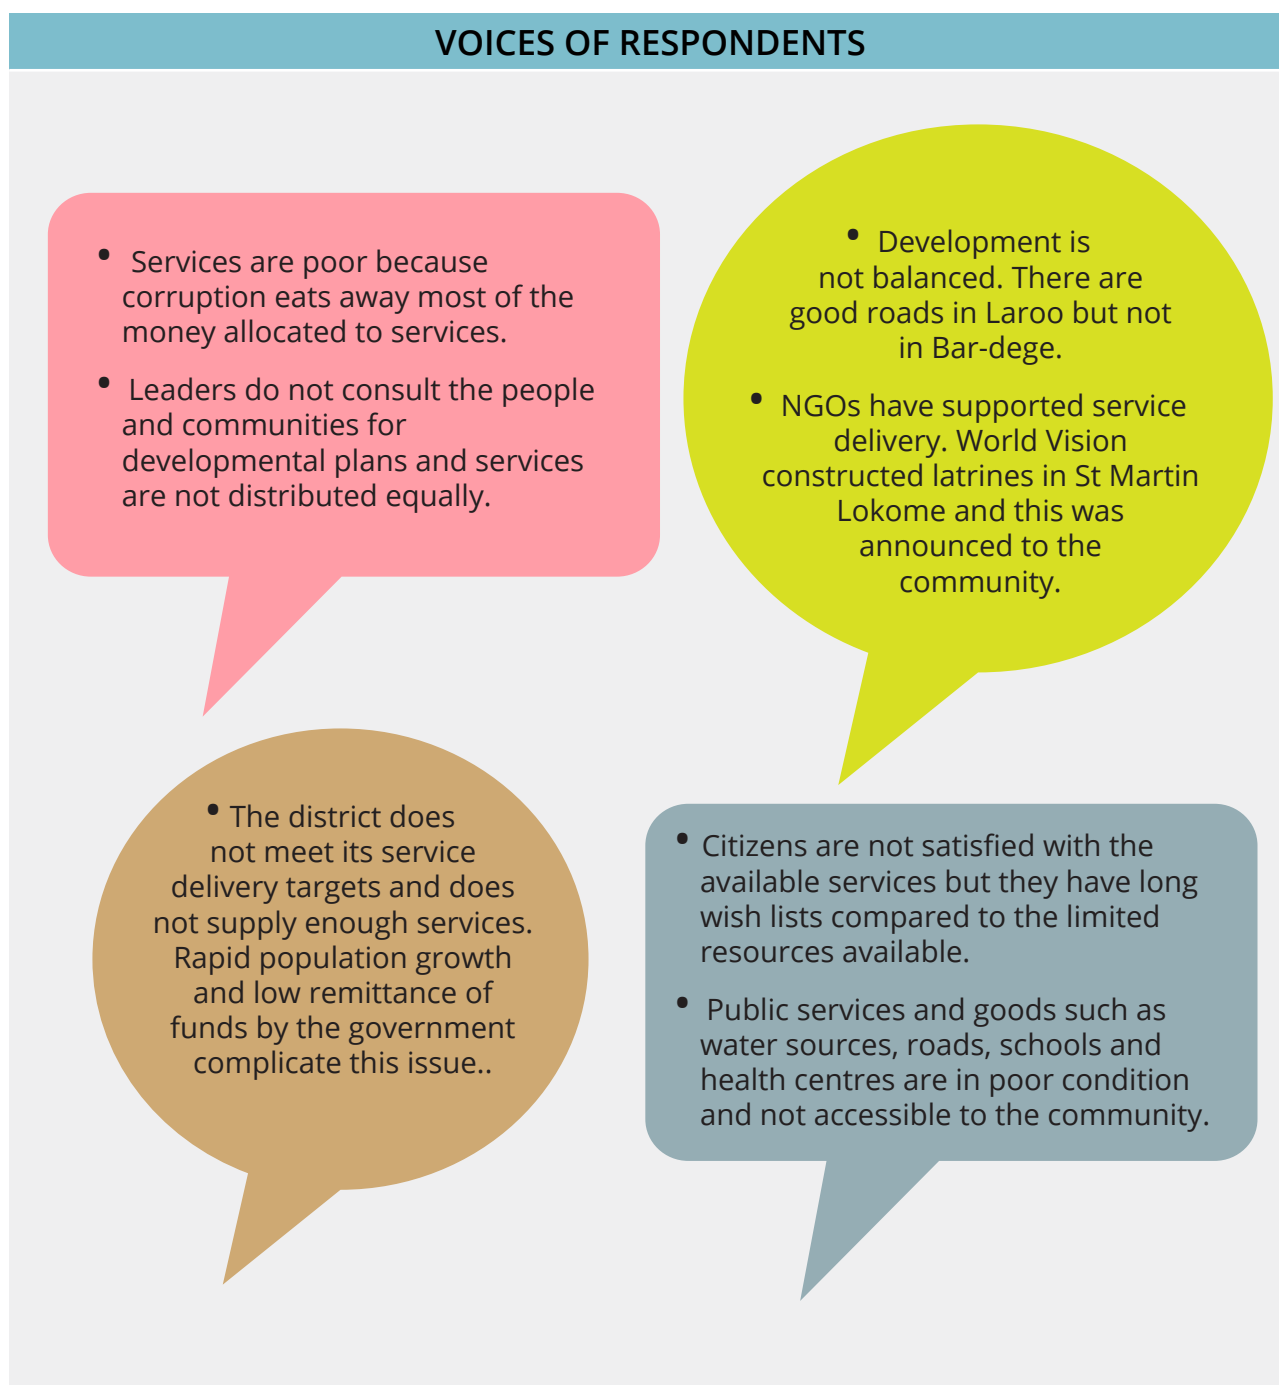 VOICES OF RESPONDENTS
• Services are poor because
corruption eats away most of the
money allocated to services.
• Leaders do not consult the people
and communities for
developmental plans and services
are not distributed equally.
• Development is
not balanced. There are
good roads in Laroo but not
in Bar-dege.
• NGOs have supported service
delivery. World Vision
constructed latrines in St Martin
Lokome and this was
announced to the
community.
• The district does
not meet its service
delivery targets and does
not supply enough services.
Rapid population growth
and low remittance of
funds by the government
complicate this issue..
• Citizens are not satisfied with the
available services but they have long
wish lists compared to the limited
resources available.
• Public services and goods such as
water sources, roads, schools and
health centres are in poor condition
and not accessible to the community.